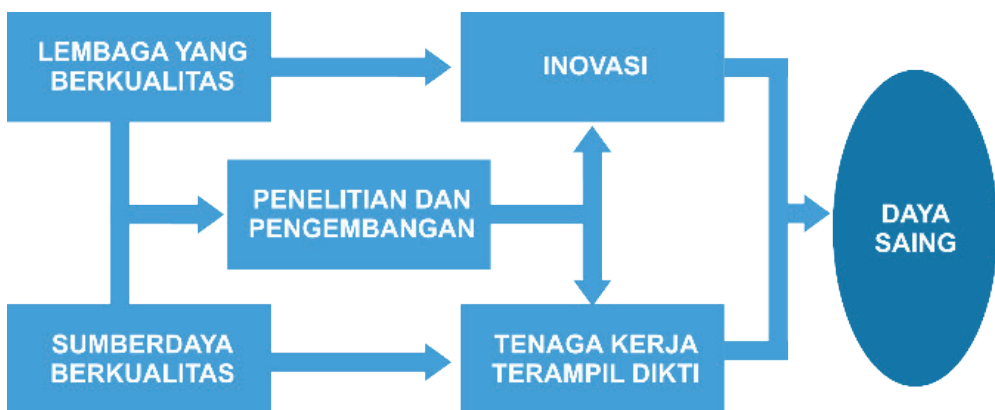 LEMBAGA YANG
BERKUALITAS
INOVASI
PENELITIAN DAN
PENGEMBANGAN
DAYA
SAING
SUMBERDAYA
BERKUALITAS
TENAGA KERJA
TERAMPIL DIKTI